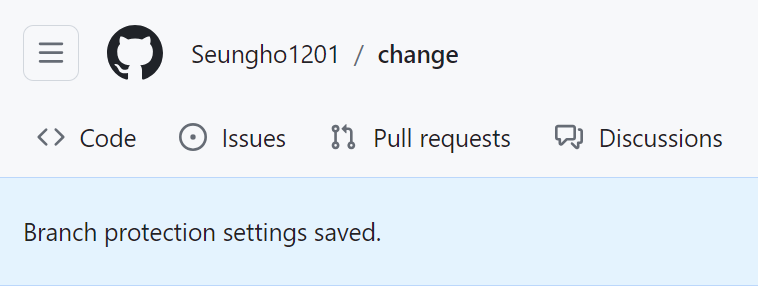 Seungho1201 / change
Code Issues Pull requests Discussions
Branch protection settings saved.